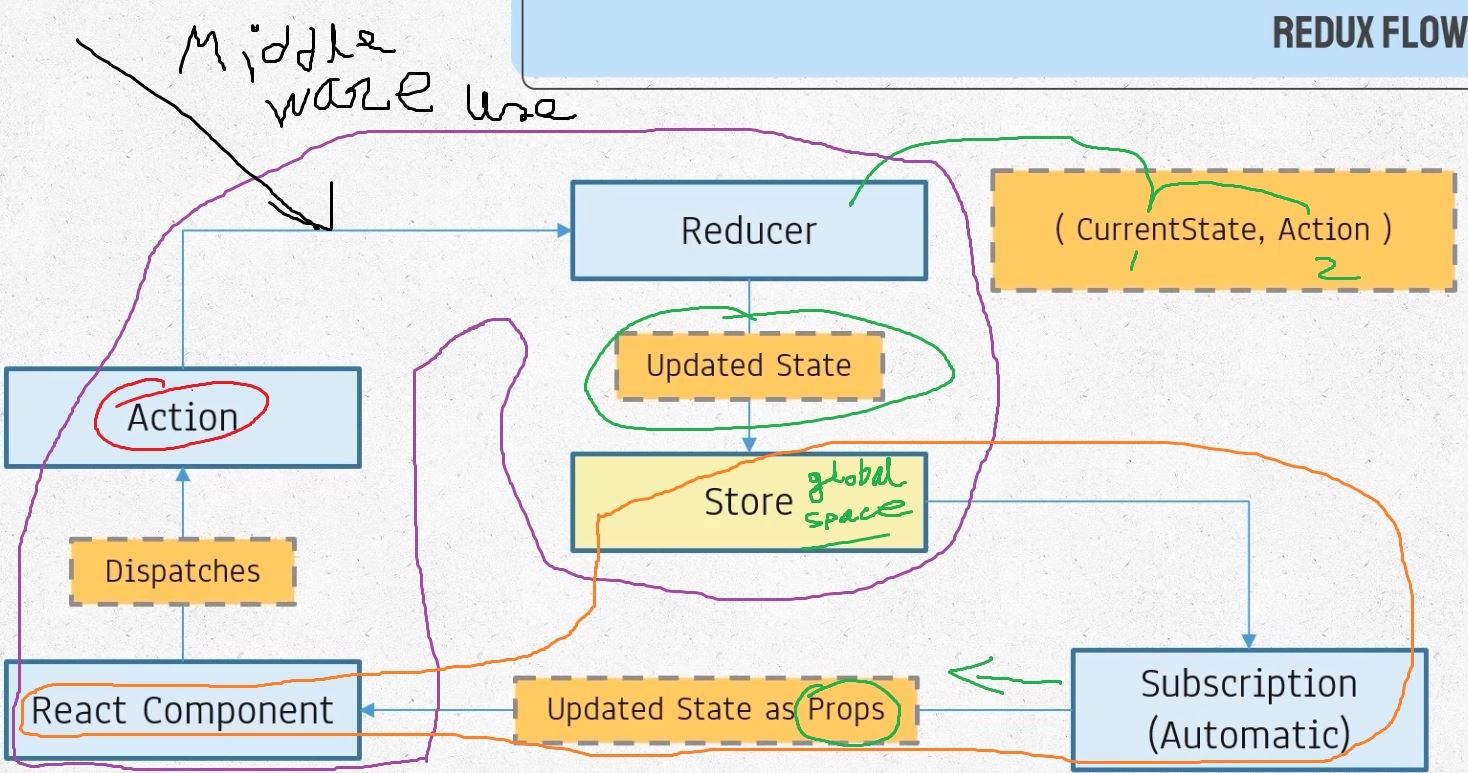 REDUX FLOW
Middle
ware use
Reducer
( CurrentState, Action )
1 2
Updated State
Action
Store
global
space
Dispatches
Subscription
(Automatic)
React Component
Updated State as Props